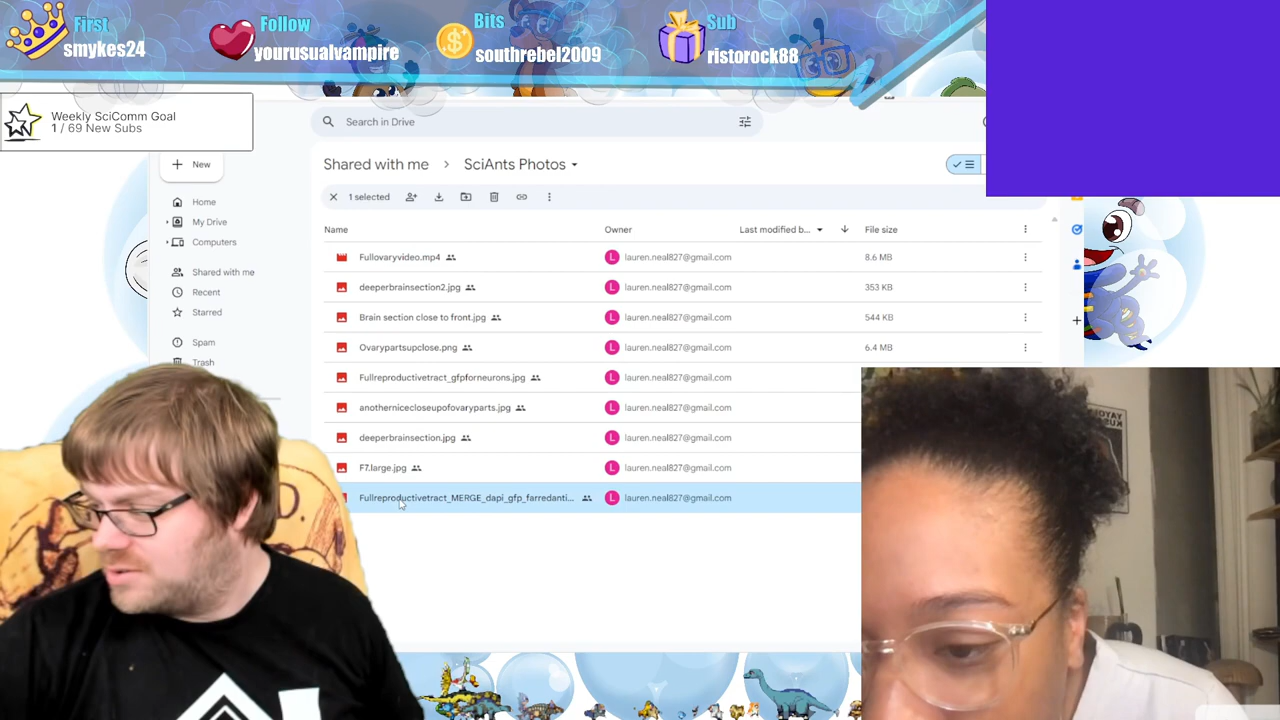 First
smykes24
Follow
yourusualvampire
Bits
southrebel2009
Sub
ristorock88
Weekly SciComm Goal
1 / 69 New Subs
Search in Drive
Shared with me > SciAnts Photos
New
1 selected
Home
My Drive
Computers
Shared with me
Recent
Starred
Spam
Trash
Name Owner Last modified b... File size
Fullovaryvideo.mp4 L lauren.neal827@gmail.com 8.6 MB
deeperbrainsection2.jpg L lauren.neal827@gmail.com 353 KB
Brain section close to front.jpg L lauren.neal827@gmail.com 544 KB
Ovarypartsupclose.png L lauren.neal827@gmail.com 6.4 MB
Fullreproductivetract_gfpforneurons.jpg L lauren.neal827@gmail.com
anothernicecloseupofovaryparts.jpg L lauren.neal827@gmail.com
deeperbrainsection.jpg L lauren.neal827@gmail.com
F7.large.jpg L lauren.neal827@gmail.com
Fullreproductivetract_MERGE_dapi_gfp_farredanti... L lauren.neal827@gmail.com